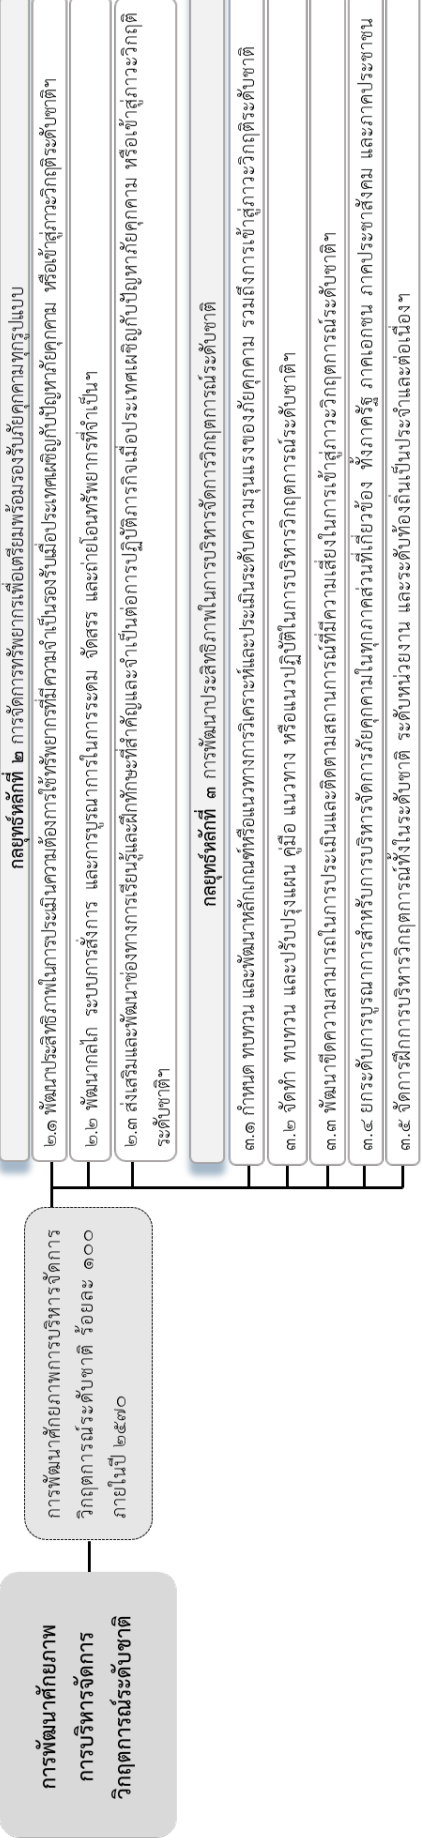 การพัฒนาศักยภาพ
การบริหารจัดการ
วิกฤตการณ์ระดับชาติ
การพัฒนาศักยภาพการบริหารจัดการ
วิกฤตการณ์ระดับชาติ ร้อยละ ๑๐๐
ภายในปี ๒๕๗๐
กลยุทธ์หลักที่ ๒ การจัดการทรัพยากรเพื่อเตรียมพร้อมรองรับภัยคุกคามทุกรูปแบบ
๒.๑ พัฒนาประสิทธิภาพในการประเมินความต้องการใช้ทรัพยากรที่มีความจำเป็นรองรับเมื่อประเทศเผชิญกับปัญหาภัยคุกคาม หรือเข้าสู่ภาวะวิกฤติระดับชาติฯ
๒.๒ พัฒนากลไก ระบบการสั่งการ และการบูรณาการในการระดม จัดสรร และถ่ายโอนทรัพยากรที่จำเป็นฯ
๒.๓ ส่งเสริมและพัฒนาช่องทางการเรียนรู้และฝึกทักษะที่สำคัญและจำเป็นต่อการปฏิบัติภารกิจเมื่อประเทศเผชิญกับปัญหาภัยคุกคาม หรือเข้าสู่ภาวะวิกฤติ
ระดับชาติฯ
กลยุทธ์หลักที่ ๓ การพัฒนาประสิทธิภาพในการบริหารจัดการวิกฤตการณ์ระดับชาติ
๓.๑ กำหนด ทบทวน และพัฒนาหลักเกณฑ์หรือแนวทางการวิเคราะห์และประเมินระดับความรุนแรงของภัยคุกคาม รวมถึงการเข้าสู่ภาวะวิกฤติระดับชาติ
๓.๒ จัดทำ ทบทวน และปรับปรุงแผน คู่มือ แนวทาง หรือแนวปฏิบัติในการบริหารวิกฤตการณ์ระดับชาติฯ
๓.๓ พัฒนาขีดความสามารถในการประเมินและติดตามสถานการณ์ที่มีความเสี่ยงในการเข้าสู่ภาวะวิกฤตการณ์ระดับชาติฯ
๓.๔ ยกระดับการบูรณาการสำหรับการบริหารจัดการภัยคุกคามในทุกภาคส่วนที่เกี่ยวข้อง ทั้งภาครัฐ ภาคเอกชน ภาคประชาสังคม และภาคประชาชน
๓.๕ จัดการฝึกการบริหารวิกฤตการณ์ทั้งในระดับชาติ ระดับหน่วยงาน และระดับท้องถิ่นเป็นประจำและต่อเนื่องฯ